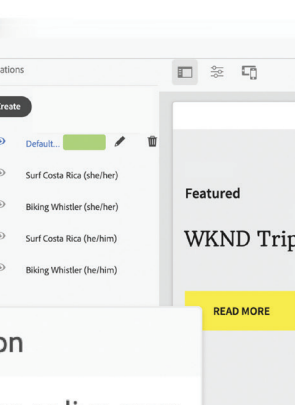 ations
Create
Default...
Surf Costa Rica (she/her)
Biking Whistler (she/her)
Surf Costa Rica (he/him)
Biking Whistler (he/him)
Featured
WKND Trip
READ MORE
on